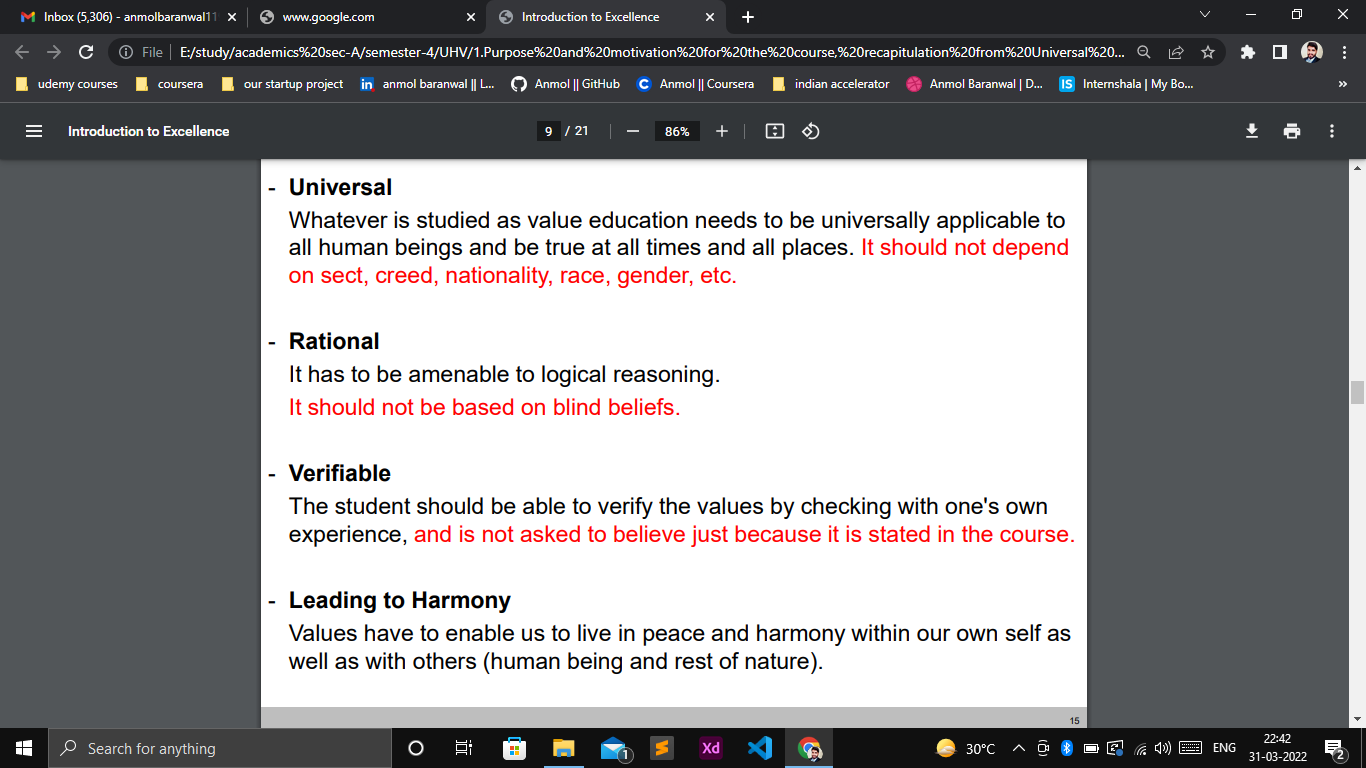 Inbox (5,306) - anmolbaranwal11
www.google.com
Introduction to Excellence
File
E:/study/academics%20sec-A/semester-4/UHV/1.Purpose%20and%20motivation%20for%20the%20course,%20recapitulation%20from%20Universal%20...
udemy courses
coursera
our startup project
in anmol baranwal || L...
Anmol || GitHub
C Anmol || Coursera
indian accelerator
Anmol Baranwal | D...
IS Internshala | My Bo...
»
Introduction to Excellence
9 / 21
86%
- Universal
Whatever is studied as value education needs to be universally applicable to
all human beings and be true at all times and all places. It should not depend
on sect, creed, nationality, race, gender, etc.
- Rational
It has to be amenable to logical reasoning.
It should not be based on blind beliefs.
- Verifiable
The student should be able to verify the values by checking with one's own
experience, and is not asked to believe just because it is stated in the course.
- Leading to Harmony
Values have to enable us to live in peace and harmony within our own self as
well as with others (human being and rest of nature).
15
Search for anything
1
Xd
30°C
ENG
22:42
31-03-2022
2